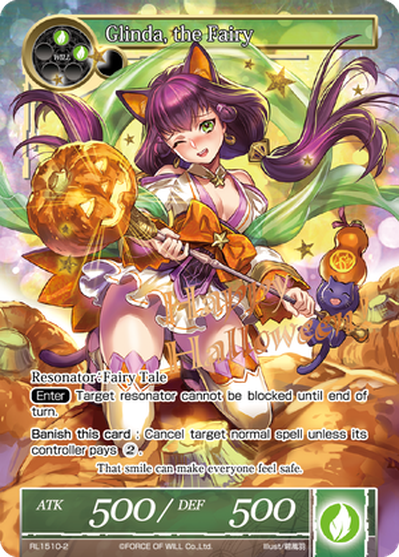 Glinda, the Fairy
WILL
Happy
Halloween
Resonator: Fairy Tale
Enter Target resonator cannot be blocked until end of
turn.
Banish this card : Cancel target normal spell unless its
controller pays 2.
That smile can make everyone feel safe.
ATK 500 / DEF 500
RL1510-2 ©FORCE OF WILL Co.,Ltd. Illust/